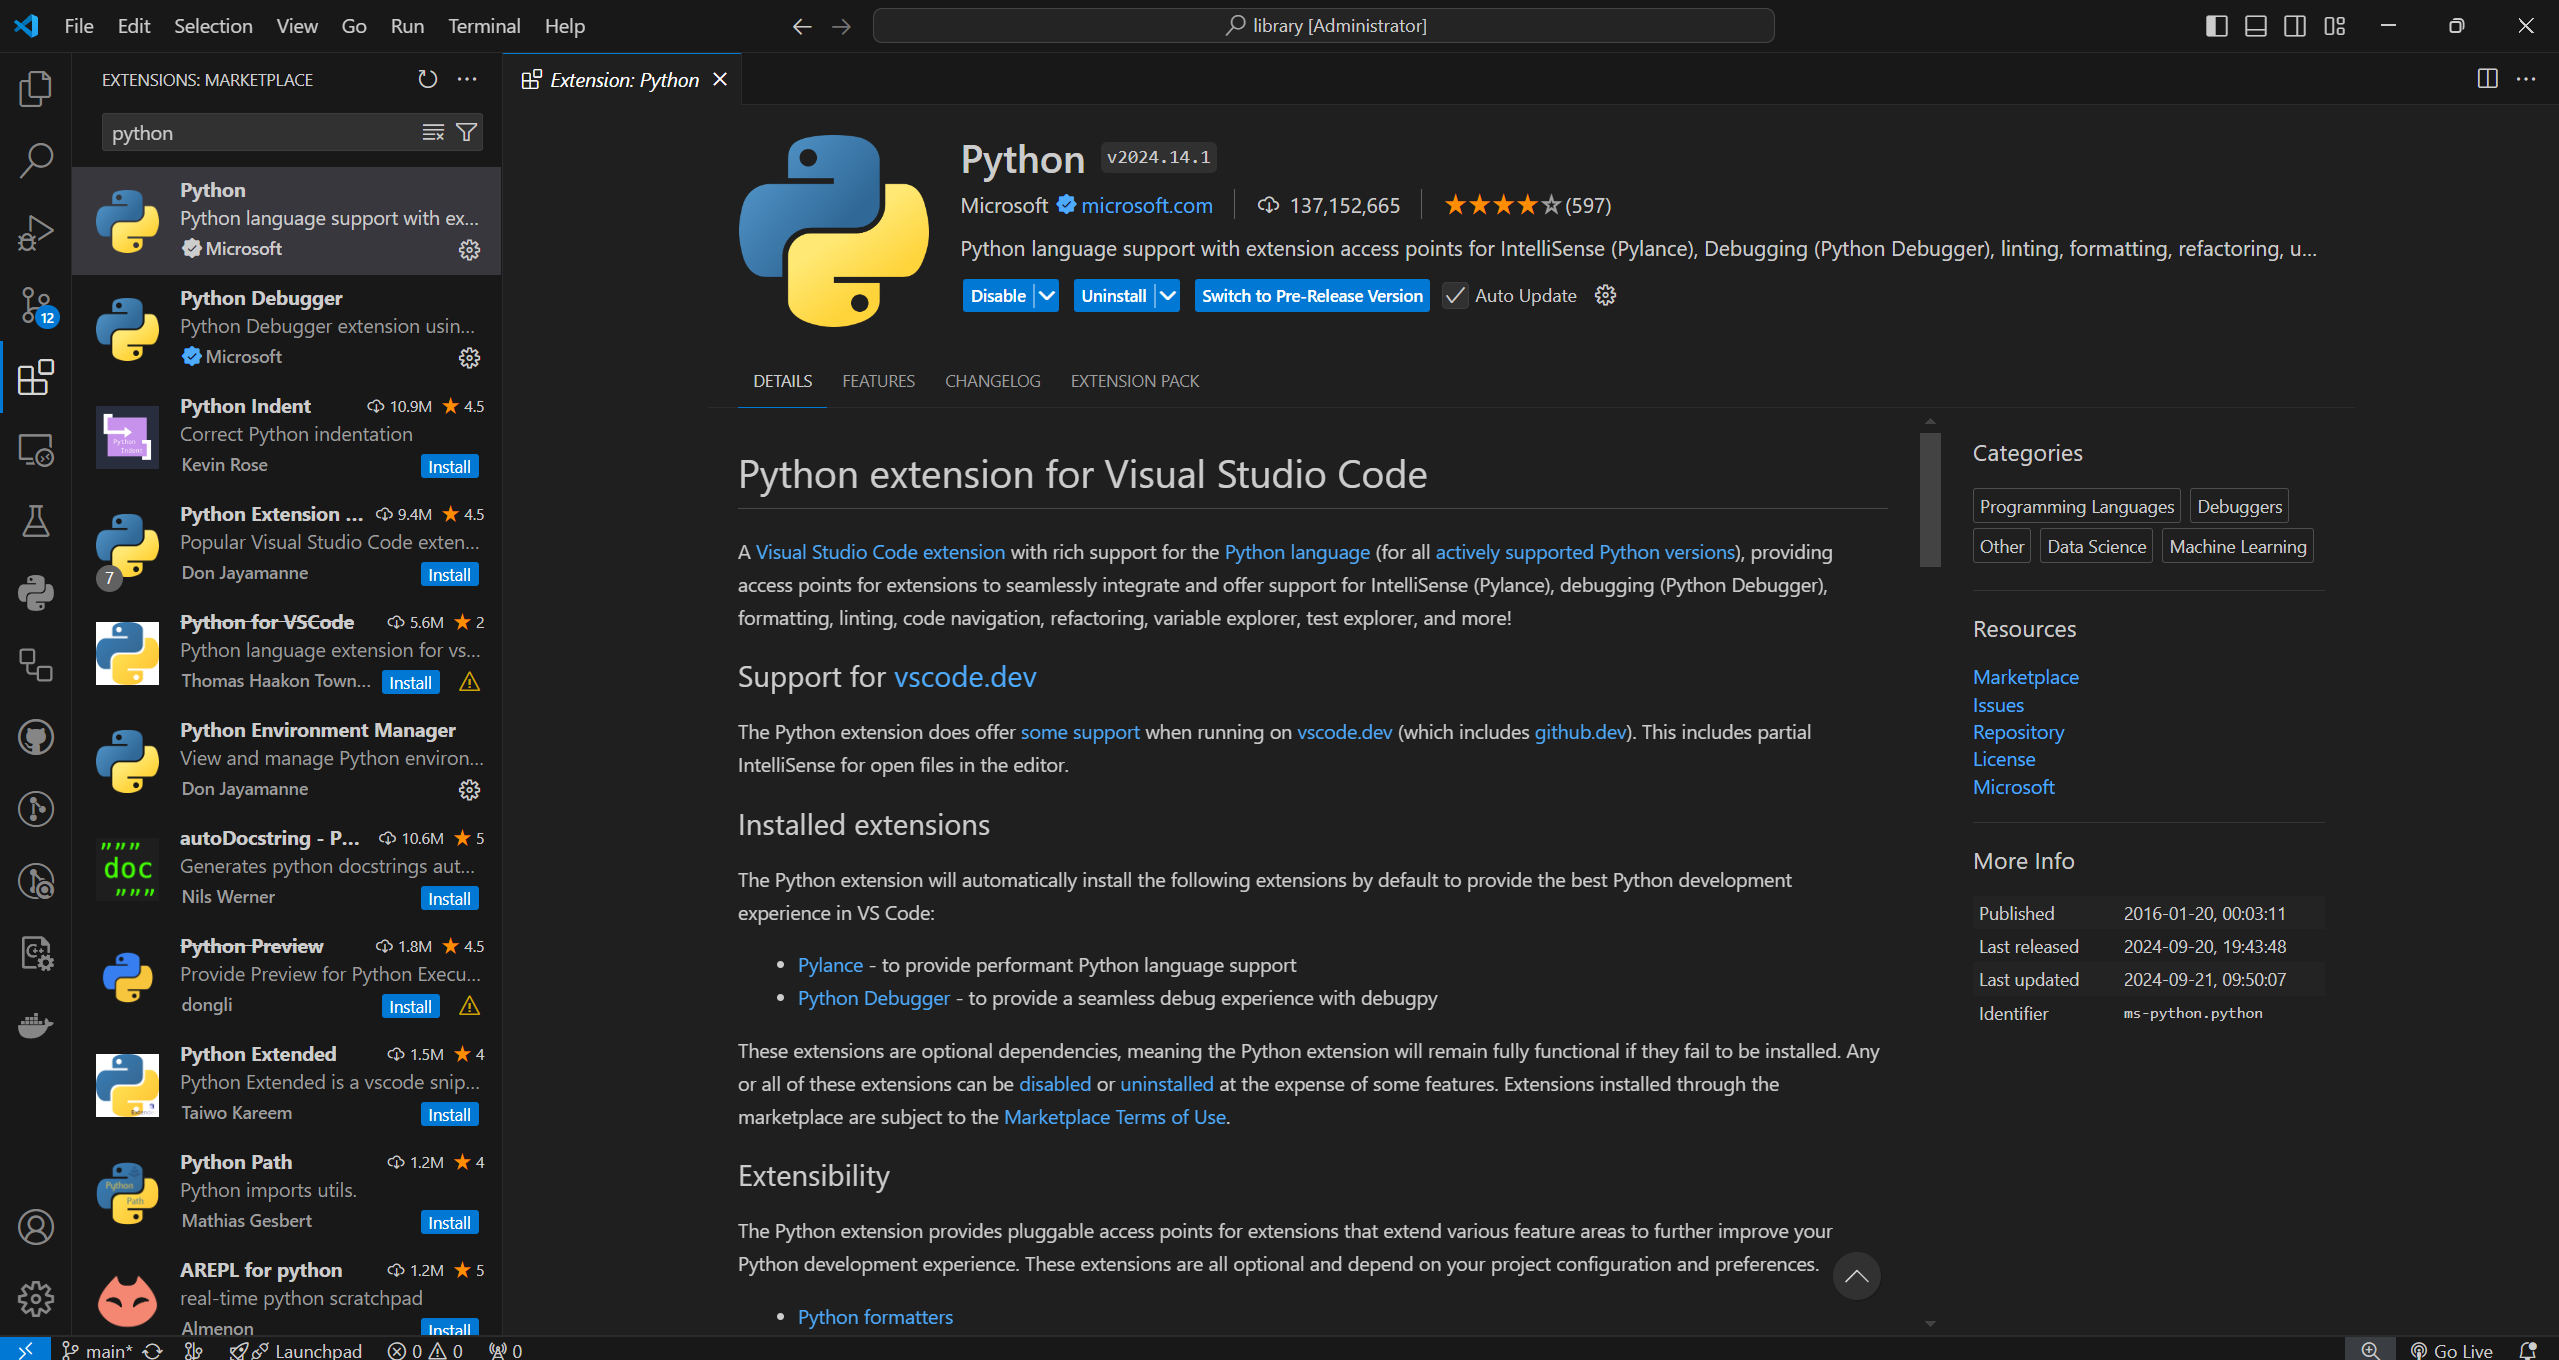 File Edit Selection View Go Run Terminal Help
library [Administrator]
EXTENSIONS: MARKETPLACE
python
Python
Python language support with ex...
Microsoft
Python Debugger
Python Debugger extension usin...
Microsoft
Python Indent 10.9M 4.5
Correct Python indentation
Kevin Rose Install
Python Extension ... 9.4M 4.5
Popular Visual Studio Code exten...
7 Don Jayamanne Install
Python for VSCode 5.6M 2
Python language extension for vs...
Thomas Haakon Town... Install
Python Environment Manager
View and manage Python environ...
Don Jayamanne
autoDocstring - P... 10.6M 5
Generates python docstrings aut...
Nils Werner Install
"""
doc
"""
Python Preview 1.8M 4.5
Provide Preview for Python Execu...
dongli Install
Python Extended 1.5M 4
Python Extended is a vscode snip...
Taiwo Kareem Install
Python Path 1.2M 4
Python imports utils.
Mathias Gesbert Install
AREPL for python 1.2M 5
real-time python scratchpad
Almenon Install
12
Extension: Python
Python v2024.14.1
Microsoft microsoft.com 137,152,665 (597)
Python language support with extension access points for IntelliSense (Pylance), Debugging (Python Debugger), linting, formatting, refactoring, u...
Disable Uninstall Switch to Pre-Release Version Auto Update
DETAILS FEATURES CHANGELOG EXTENSION PACK
Python extension for Visual Studio Code
A Visual Studio Code extension with rich support for the Python language (for all actively supported Python versions), providing
access points for extensions to seamlessly integrate and offer support for IntelliSense (Pylance), debugging (Python Debugger),
formatting, linting, code navigation, refactoring, variable explorer, test explorer, and more!
Support for vscode.dev
The Python extension does offer some support when running on vscode.dev (which includes github.dev). This includes partial
IntelliSense for open files in the editor.
Installed extensions
The Python extension will automatically install the following extensions by default to provide the best Python development
experience in VS Code:
• Pylance - to provide performant Python language support
• Python Debugger - to provide a seamless debug experience with debugpy
These extensions are optional dependencies, meaning the Python extension will remain fully functional if they fail to be installed. Any
or all of these extensions can be disabled or uninstalled at the expense of some features. Extensions installed through the
marketplace are subject to the Marketplace Terms of Use.
Extensibility
The Python extension provides pluggable access points for extensions that extend various feature areas to further improve your
Python development experience. These extensions are all optional and depend on your project configuration and preferences.
• Python formatters
Categories
Programming Languages Debuggers
Other Data Science Machine Learning
Resources
Marketplace
Issues
Repository
License
Microsoft
More Info
Published 2016-01-20, 00:03:11
Last released 2024-09-20, 19:43:48
Last updated 2024-09-21, 09:50:07
Identifier ms-python.python
main* Launchpad 0 0 0 Go Live